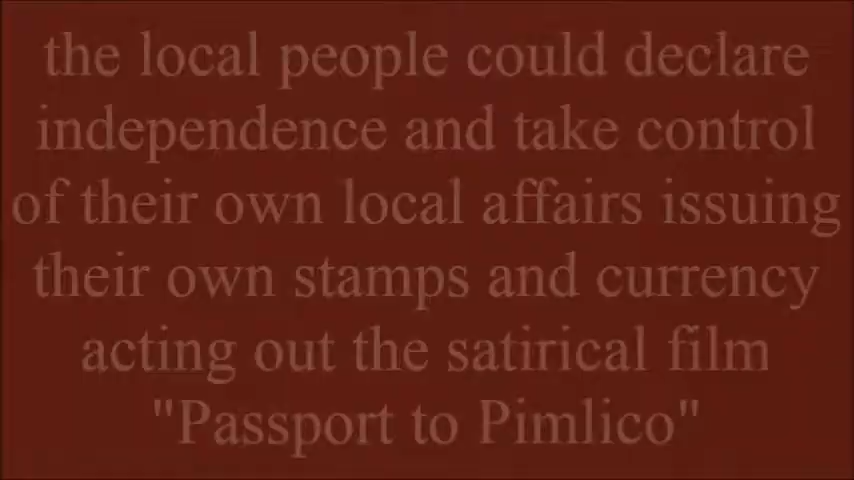 the local people could declare
independence and take control
of their own local affairs issuing
their own stamps and currency
acting out the satirical film
"Passport to Pimlico"